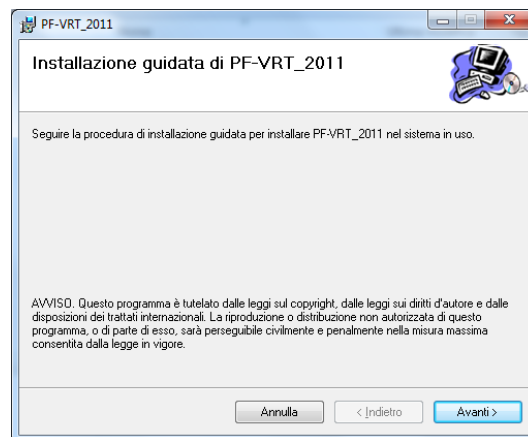 PF-VRT_2011
Installazione guidata di PF-VRT_2011
Seguire la procedura di installazione guidata per installare PF-VRT_2011 nel sistema in uso.
AVVISO. Questo programma è tutelato dalle leggi sul copyright, dalle leggi sui diritti d'autore e dalle
disposizioni dei trattati internazionali. La riproduzione o distribuzione non autorizzata di questo
programma, o di parte di esso, sarà perseguibile civilmente e penalmente nella misura massima
consentita dalla legge in vigore.
Annulla
< Indietro
Avanti >